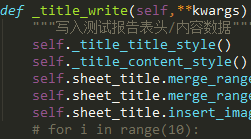 def _title_write(self,**kwargs)
"""写入测试报告表头/内容数据"""
self._title_title_style()
self._title_content_style()
self.sheet_title.merge_range
self.sheet_title.merge_range
self.sheet_title.insert_ima
# for i in range(10):